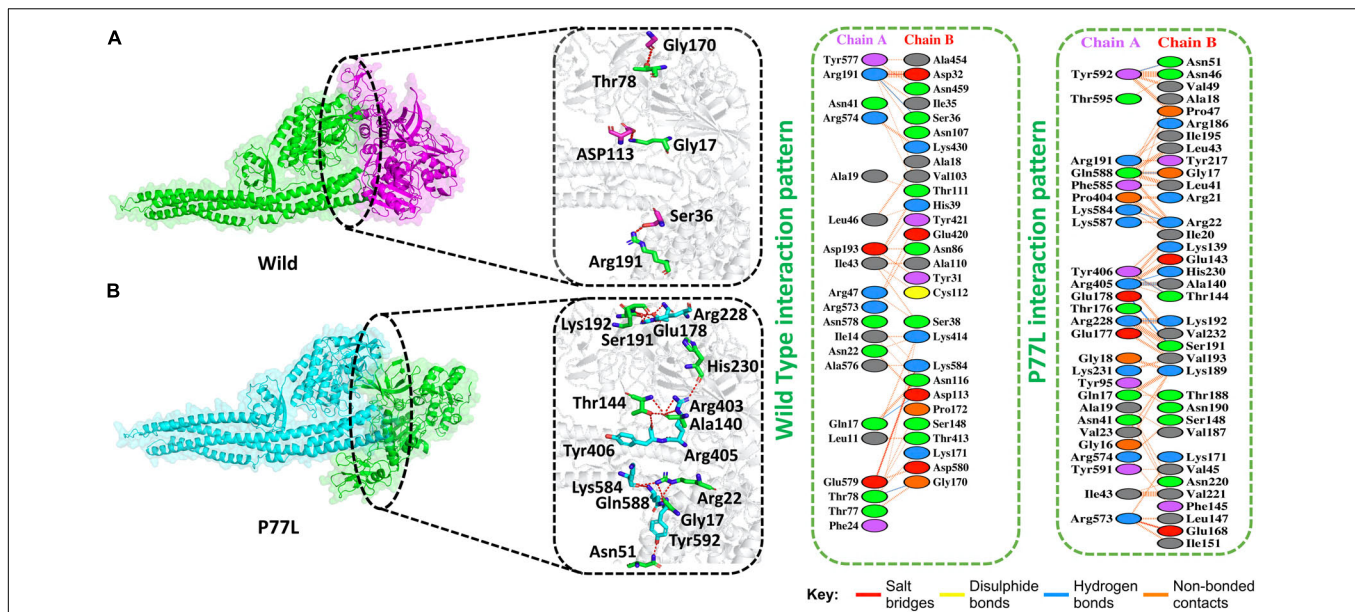 A
Wild
Gly170
Thr78
ASP113
Gly17
Ser36
Arg191
B
P77L
Lys192
Ser191
Glu178
Arg228
His230
Thr144
Arg403
Ala140
Tyr406
Arg405
Lys584
Gln588
Arg22
Gly17
Tyr592
Asn51
Wild Type interaction pattern
Chain A
Chain B
Tyr577
Arg191
Asn41
Arg574
Ala19
Leu46
Asp193
Ile43
Arg47
Arg573
Asn578
Ile14
Asn22
Ala576
Gln17
Leu11
Glu579
Thr78
Thr77
Phe24
Ala454
Asp32
Asn459
Ile35
Ser36
Asn107
Lys430
Ala18
Val103
Thr111
His39
Tyr421
Glu420
Asn86
Ala110
Tyr31
Cys112
Ser38
Lys414
Lys584
Asn116
Asp113
Pro172
Ser148
Thr413
Lys171
Asp580
Gly170
P77L interaction pattern
Chain A
Chain B
Tyr592
Thr595
Arg191
Gln588
Phe585
Pro404
Lys584
Lys587
Tyr406
Arg405
Glu178
Thr176
Arg228
Glu177
Gly18
Lys231
Tyr95
Gln17
Ala19
Asn41
Val23
Gly16
Arg574
Tyr591
Ile43
Arg573
Asn51
Asn46
Val49
Ala18
Pro47
Arg186
Ile195
Leu43
Tyr217
Gly17
Leu41
Arg21
Arg22
Ile20
Lys139
Glu143
His230
Ala140
Thr144
Lys192
Val232
Ser191
Val193
Lys189
Thr188
Asn190
Ser148
Val187
Lys171
Val45
Asn220
Val221
Phe145
Leu147
Glu168
Ile151
Key:
Salt
bridges
Disulphide
bonds
Hydrogen
bonds
Non-bonded
contacts